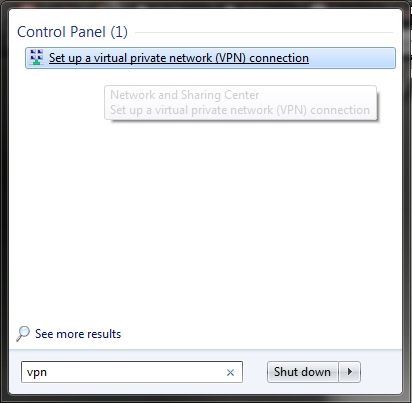 Control Panel (1)
Set up a virtual private network (VPN) connection
Network and Sharing Center
Set up a virtual private network (VPN) connection
See more results
vpn
Shut down